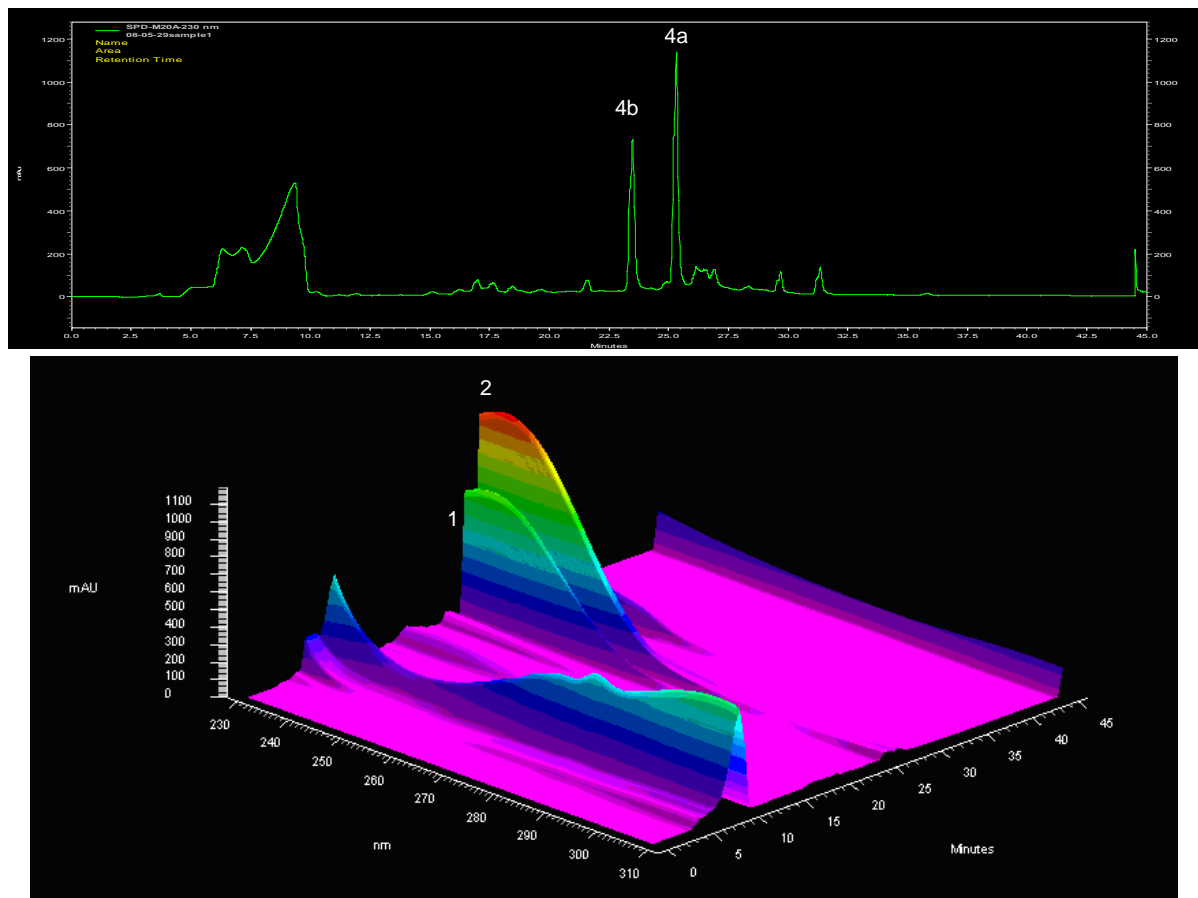 SPD-M20A-230 nm
08-05-29sample1
Name
Area
Retention Time
4a
4b
1200 1200
1000 1000
800 800
600 600
400 400
200 200
0 0
mAu
0.0 2.5 5.0 7.5 10.0 12.5 15.0 17.5 20.0 22.5 25.0 27.5 30.0 32.5 35.0 37.5 40.0 42.5 45.0
Minutes
2
1
1100
1000
900
800
700
600
500
400
300
200
100
0
mAU
230 240 250 260 270 280 290 300 310
nm
0 5 10 15 20 25 30 35 40 45
Minutes